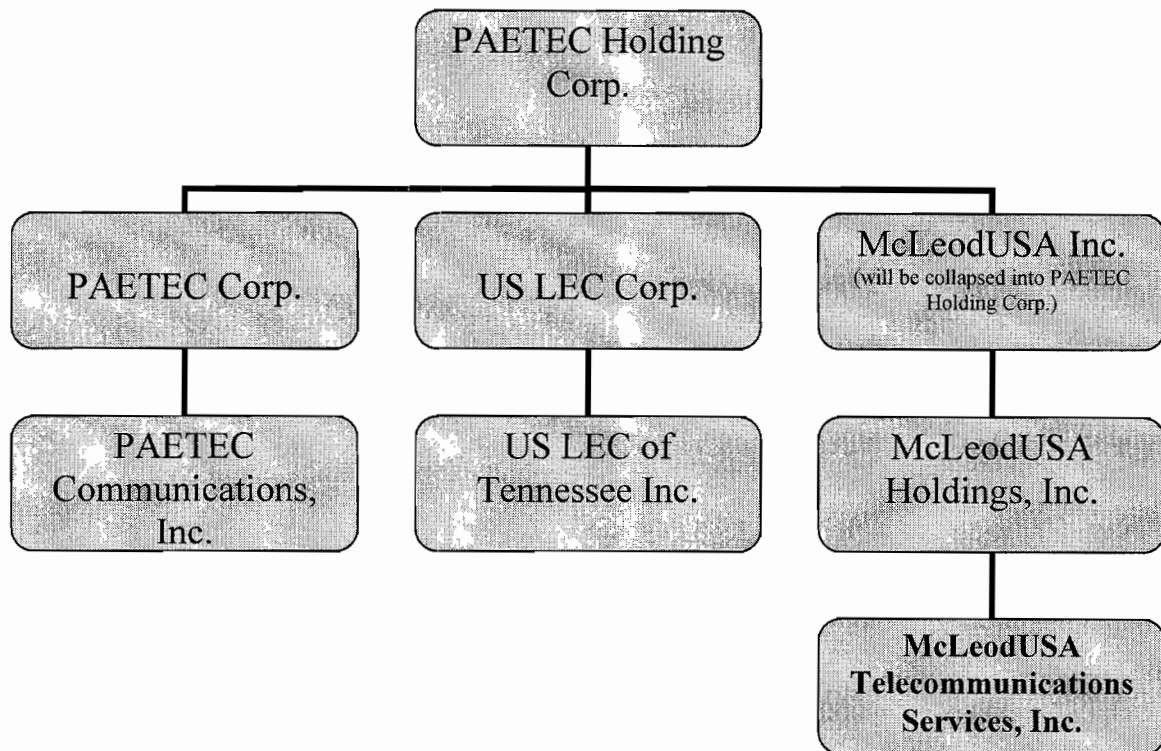 PAETEC Holding
Corp.
PAETEC Corp.
US LEC Corp.
McLeodUSA Inc.
(will be collapsed into PAETEC
Holding Corp.)
PAETEC
Communications,
Inc.
US LEC of
Tennessee Inc.
McLeodUSA
Holdings, Inc.
McLeodUSA
Telecommunications
Services, Inc.